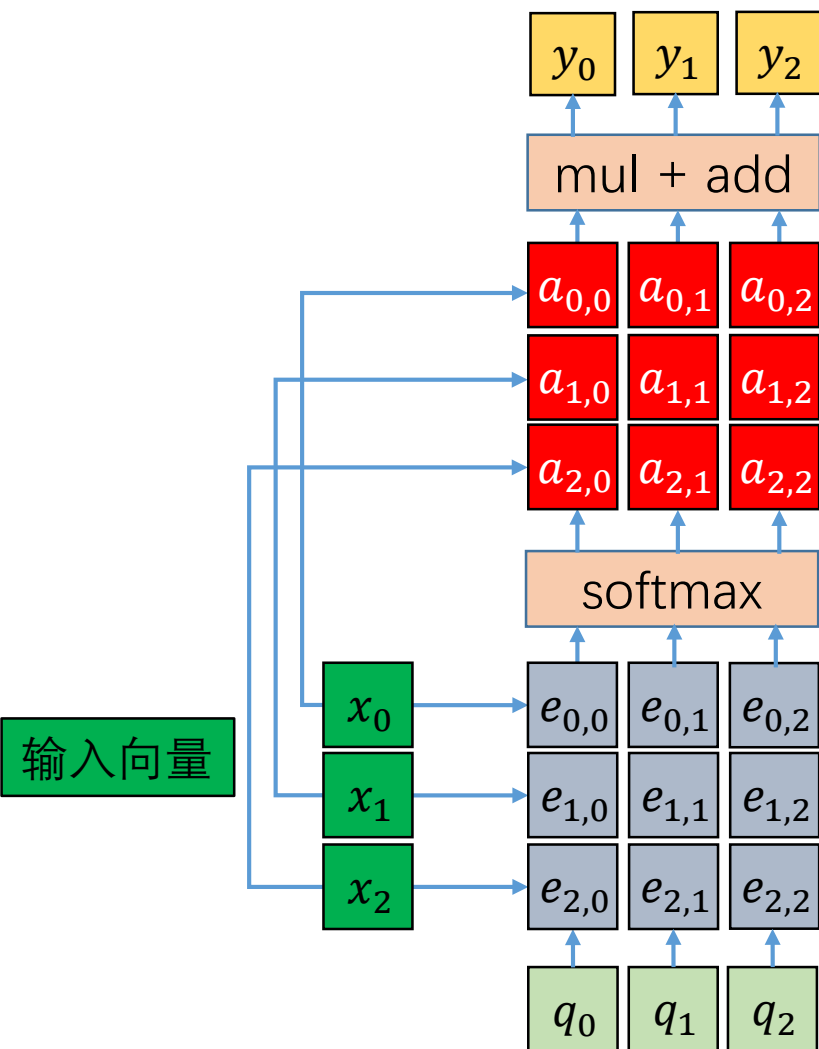 y₀ y₁ y₂
mul + add
a₀,₀ a₀,₁ a₀,₂
a₁,₀ a₁,₁ a₁,₂
a₂,₀ a₂,₁ a₂,₂
softmax
x₀ e₀,₀ e₀,₁ e₀,₂
输入向量
x₁ e₁,₀ e₁,₁ e₁,₂
x₂ e₂,₀ e₂,₁ e₂,₂
q₀ q₁ q₂